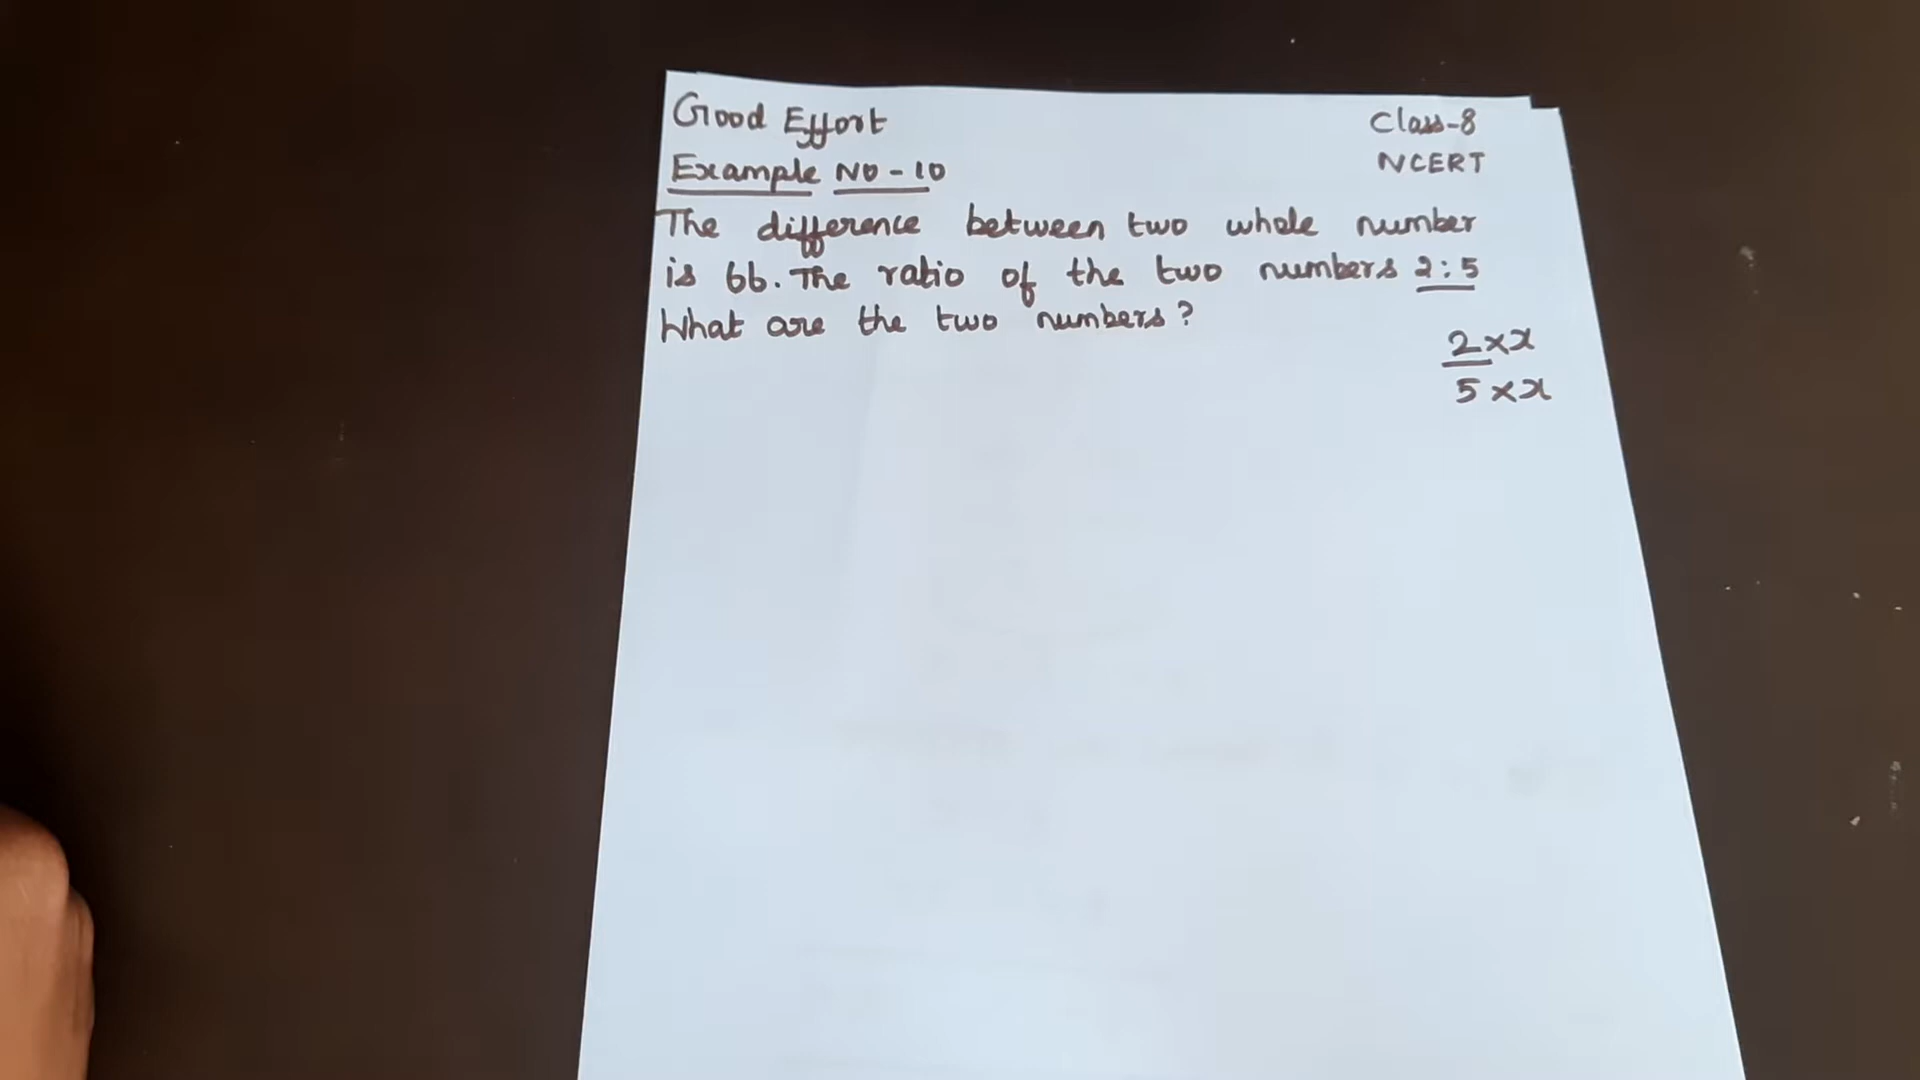 Good Effort
Class-8
Example No-10
NCERT
The difference between two whole number
is 66. The ratio of the two numbers 2:5
What are the two numbers?
2×x
5×x